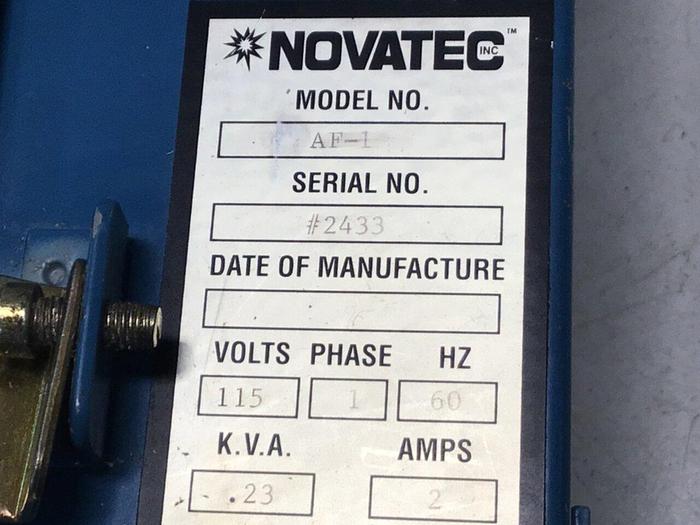 NOVATEC INC ™
MODEL NO.
AF-1
SERIAL NO.
#2433
DATE OF MANUFACTURE
VOLTS PHASE HZ
115 1 60
K.V.A. AMPS
.23 2